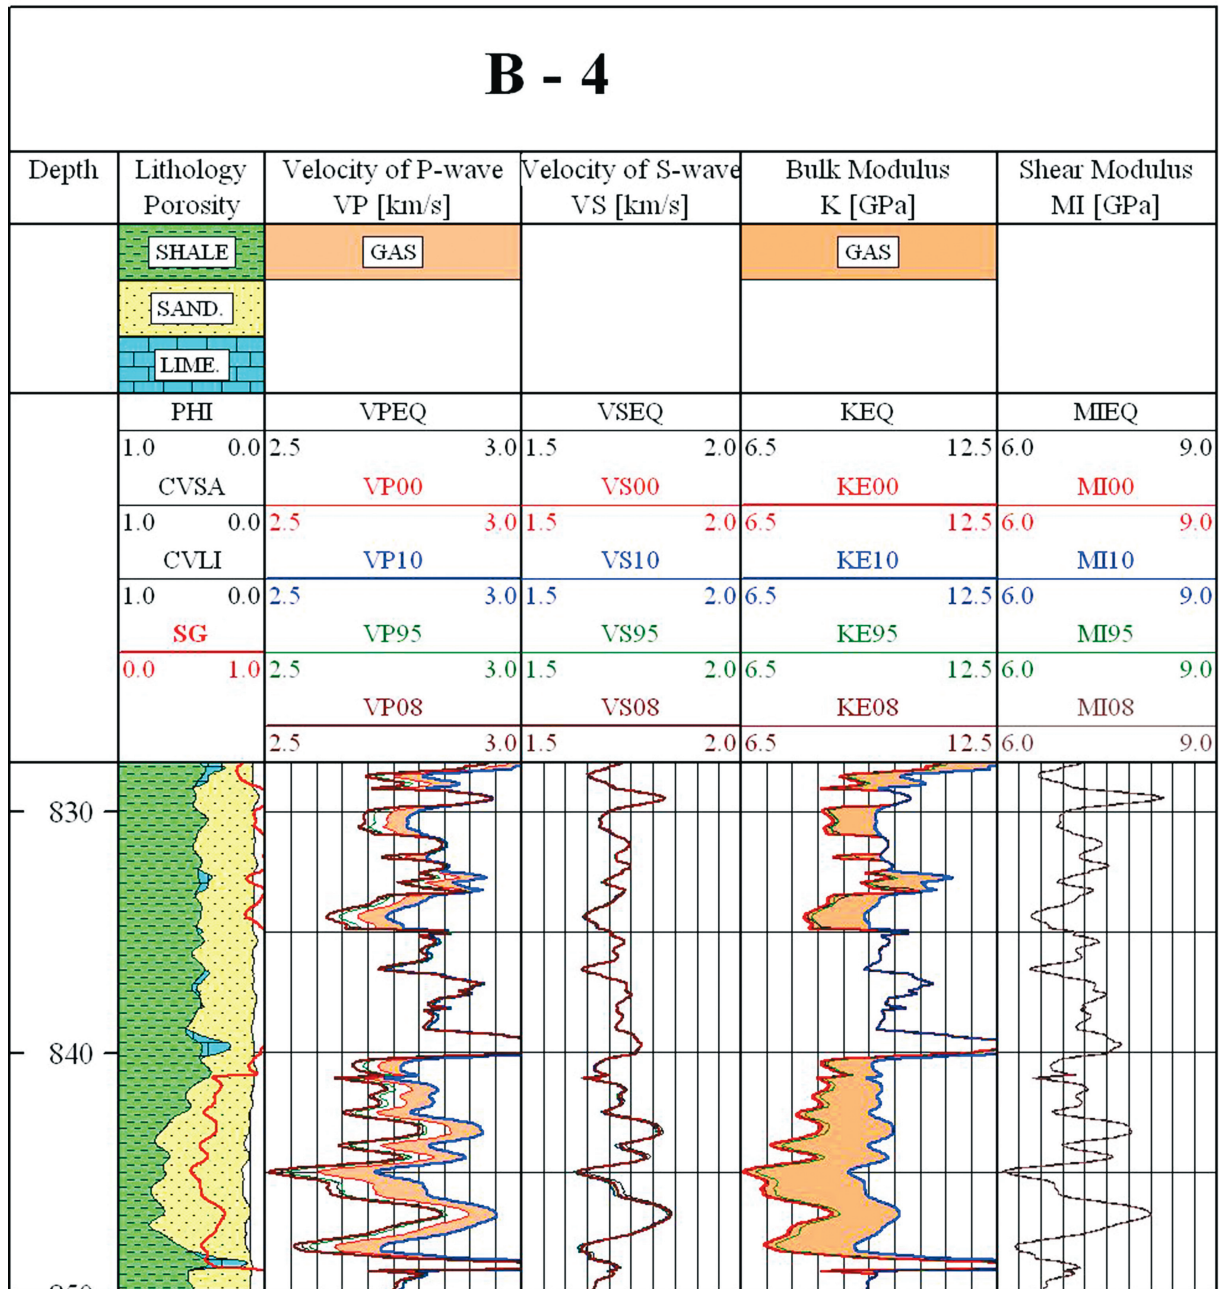 B - 4
Depth Lithology Velocity of P-wave Velocity of S-wave Bulk Modulus Shear Modulus
Porosity VP [km/s] VS [km/s] K [GPa] MI [GPa]
SHALE GAS GAS
SAND.
LIME.
PHI VPEQ VSEQ KEQ MIEQ
1.0 0.0 2.5 3.0 1.5 2.0 6.5 12.5 6.0 9.0
CVSA VP00 VS00 KE00 MI00
1.0 0.0 2.5 3.0 1.5 2.0 6.5 12.5 6.0 9.0
CVLI VP10 VS10 KE10 MI10
1.0 0.0 2.5 3.0 1.5 2.0 6.5 12.5 6.0 9.0
SG VP95 VS95 KE95 MI95
0.0 1.0 2.5 3.0 1.5 2.0 6.5 12.5 6.0 9.0
VP08 VS08 KE08 MI08
2.5 3.0 1.5 2.0 6.5 12.5 6.0 9.0
830
840